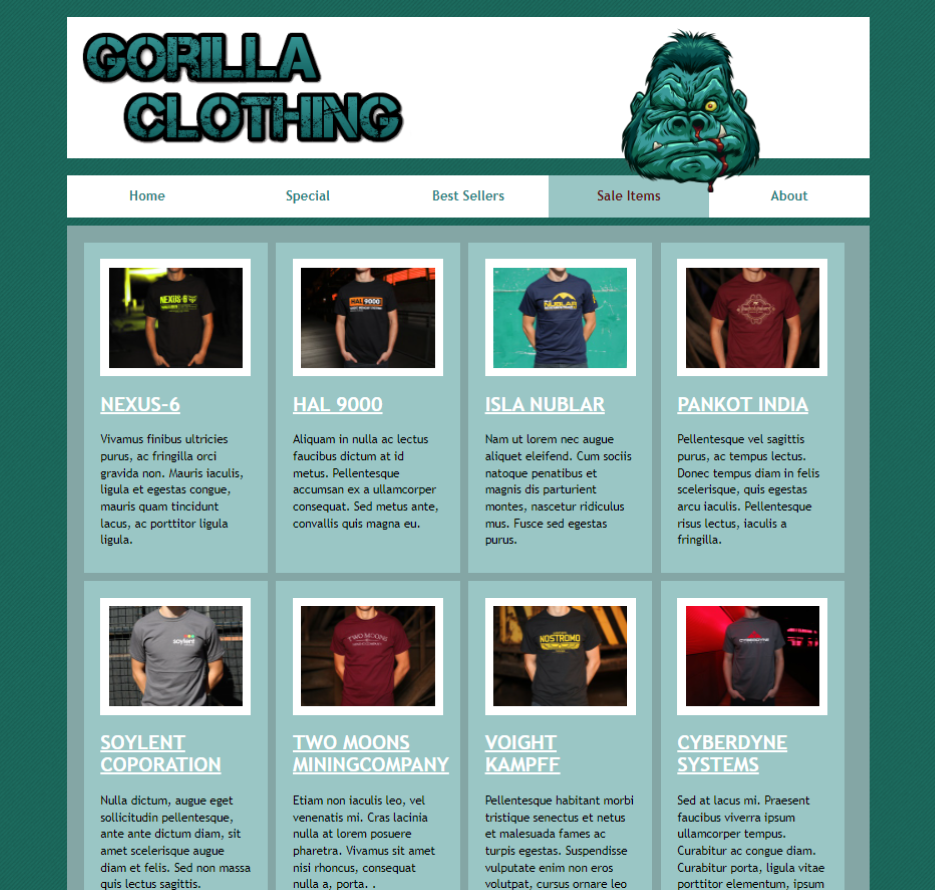 GORILLA
CLOTHING
Home
Special
Best Sellers
Sale Items
About
NEXUS-6
HAL 9000
NUBLAR
NEXUS-6
Vivamus finibus ultricies
purus, ac fringilla orci
gravida non. Mauris iaculis,
ligula et egestas congue,
mauris quam tincidunt
lacus, ac porttitor ligula
ligula.
HAL 9000
Aliquam in nulla ac lectus
faucibus dictum at id
metus. Pellentesque
accumsan ex a ullamcorper
consequat. Sed metus ante,
convallis quis magna eu.
ISLA NUBLAR
Nam ut lorem nec augue
aliquet eleifend. Cum sociis
natoque penatibus et
magnis dis parturient
montes, nascetur ridiculus
mus. Fusce sed egestas
purus.
PANKOT INDIA
Pellentesque vel sagittis
purus, ac tempus lectus.
Donec tempus diam in felis
scelerisque, quis egestas
arcu iaculis. Pellentesque
risus lectus, iaculis a
fringilla.
soylent
TWO MOONS
NOSTROMO
CYBERDYNE
SOYLENT
COPORATION
Nulla dictum, augue eget
sollicitudin pellentesque,
ante ante dictum diam, sit
amet scelerisque augue
diam et felis. Sed non massa
quis lectus sagittis.
TWO MOONS
MININGCOMPANY
Etiam non iaculis leo, vel
venenatis mi. Cras lacinia
nulla at lorem posuere
pharetra. Vivamus sit amet
nisi rhoncus, consequat
nulla a, porta. .
VOIGHT
KAMPFF
Pellentesque habitant morbi
tristique senectus et netus
et malesuada fames ac
turpis egestas. Suspendisse
vulputate enim non eros
volutpat, cursus ornare leo
CYBERDYNE
SYSTEMS
Sed at lacus mi. Praesent
faucibus viverra ipsum
ullamcorper tempus.
Curabitur ac congue diam.
Curabitur porta, ligula vitae
porttitor elementum, ipsum